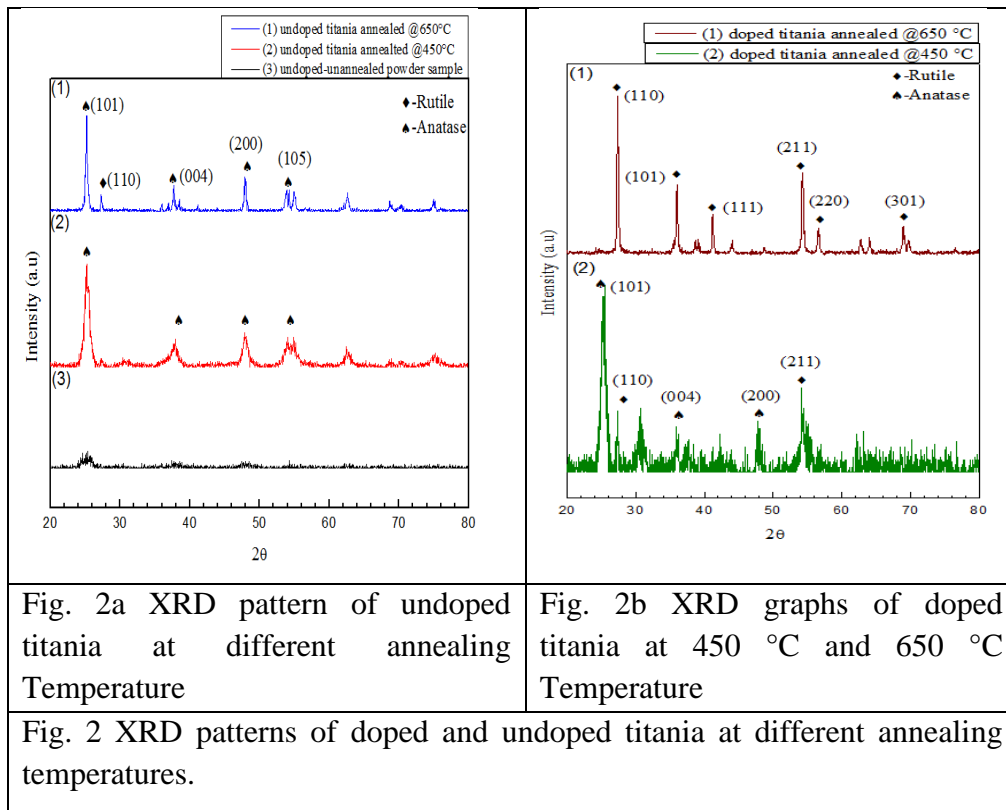 (1) undoped titania annealed @650°C
(2) undoped titania annealted @450°C
(3) undoped-unannealed powder sample
(1)
♠(101)
♦-Rutile
♠-Anatase
(200)
(004)
(105)
(110)
(2)
(3)
Intensity (a.u)
20 30 40 50 60 70 80
2θ
(1) doped titania annealed @650 °C
(2) doped titania annealed @450 °C
(1)
◆-Rutile
♠-Anatase
(110)
(211)
(101)
(111)
(220)
(301)
(2)
(101)
(211)
(110)
(004)
(200)
Intensity (a.u)
20 30 40 50 60 70 80
2θ
Fig. 2a XRD pattern of undoped
titania at different annealing
Temperature
Fig. 2b XRD graphs of doped
titania at 450 °C and 650 °C
Temperature
Fig. 2 XRD patterns of doped and undoped titania at different annealing
temperatures.